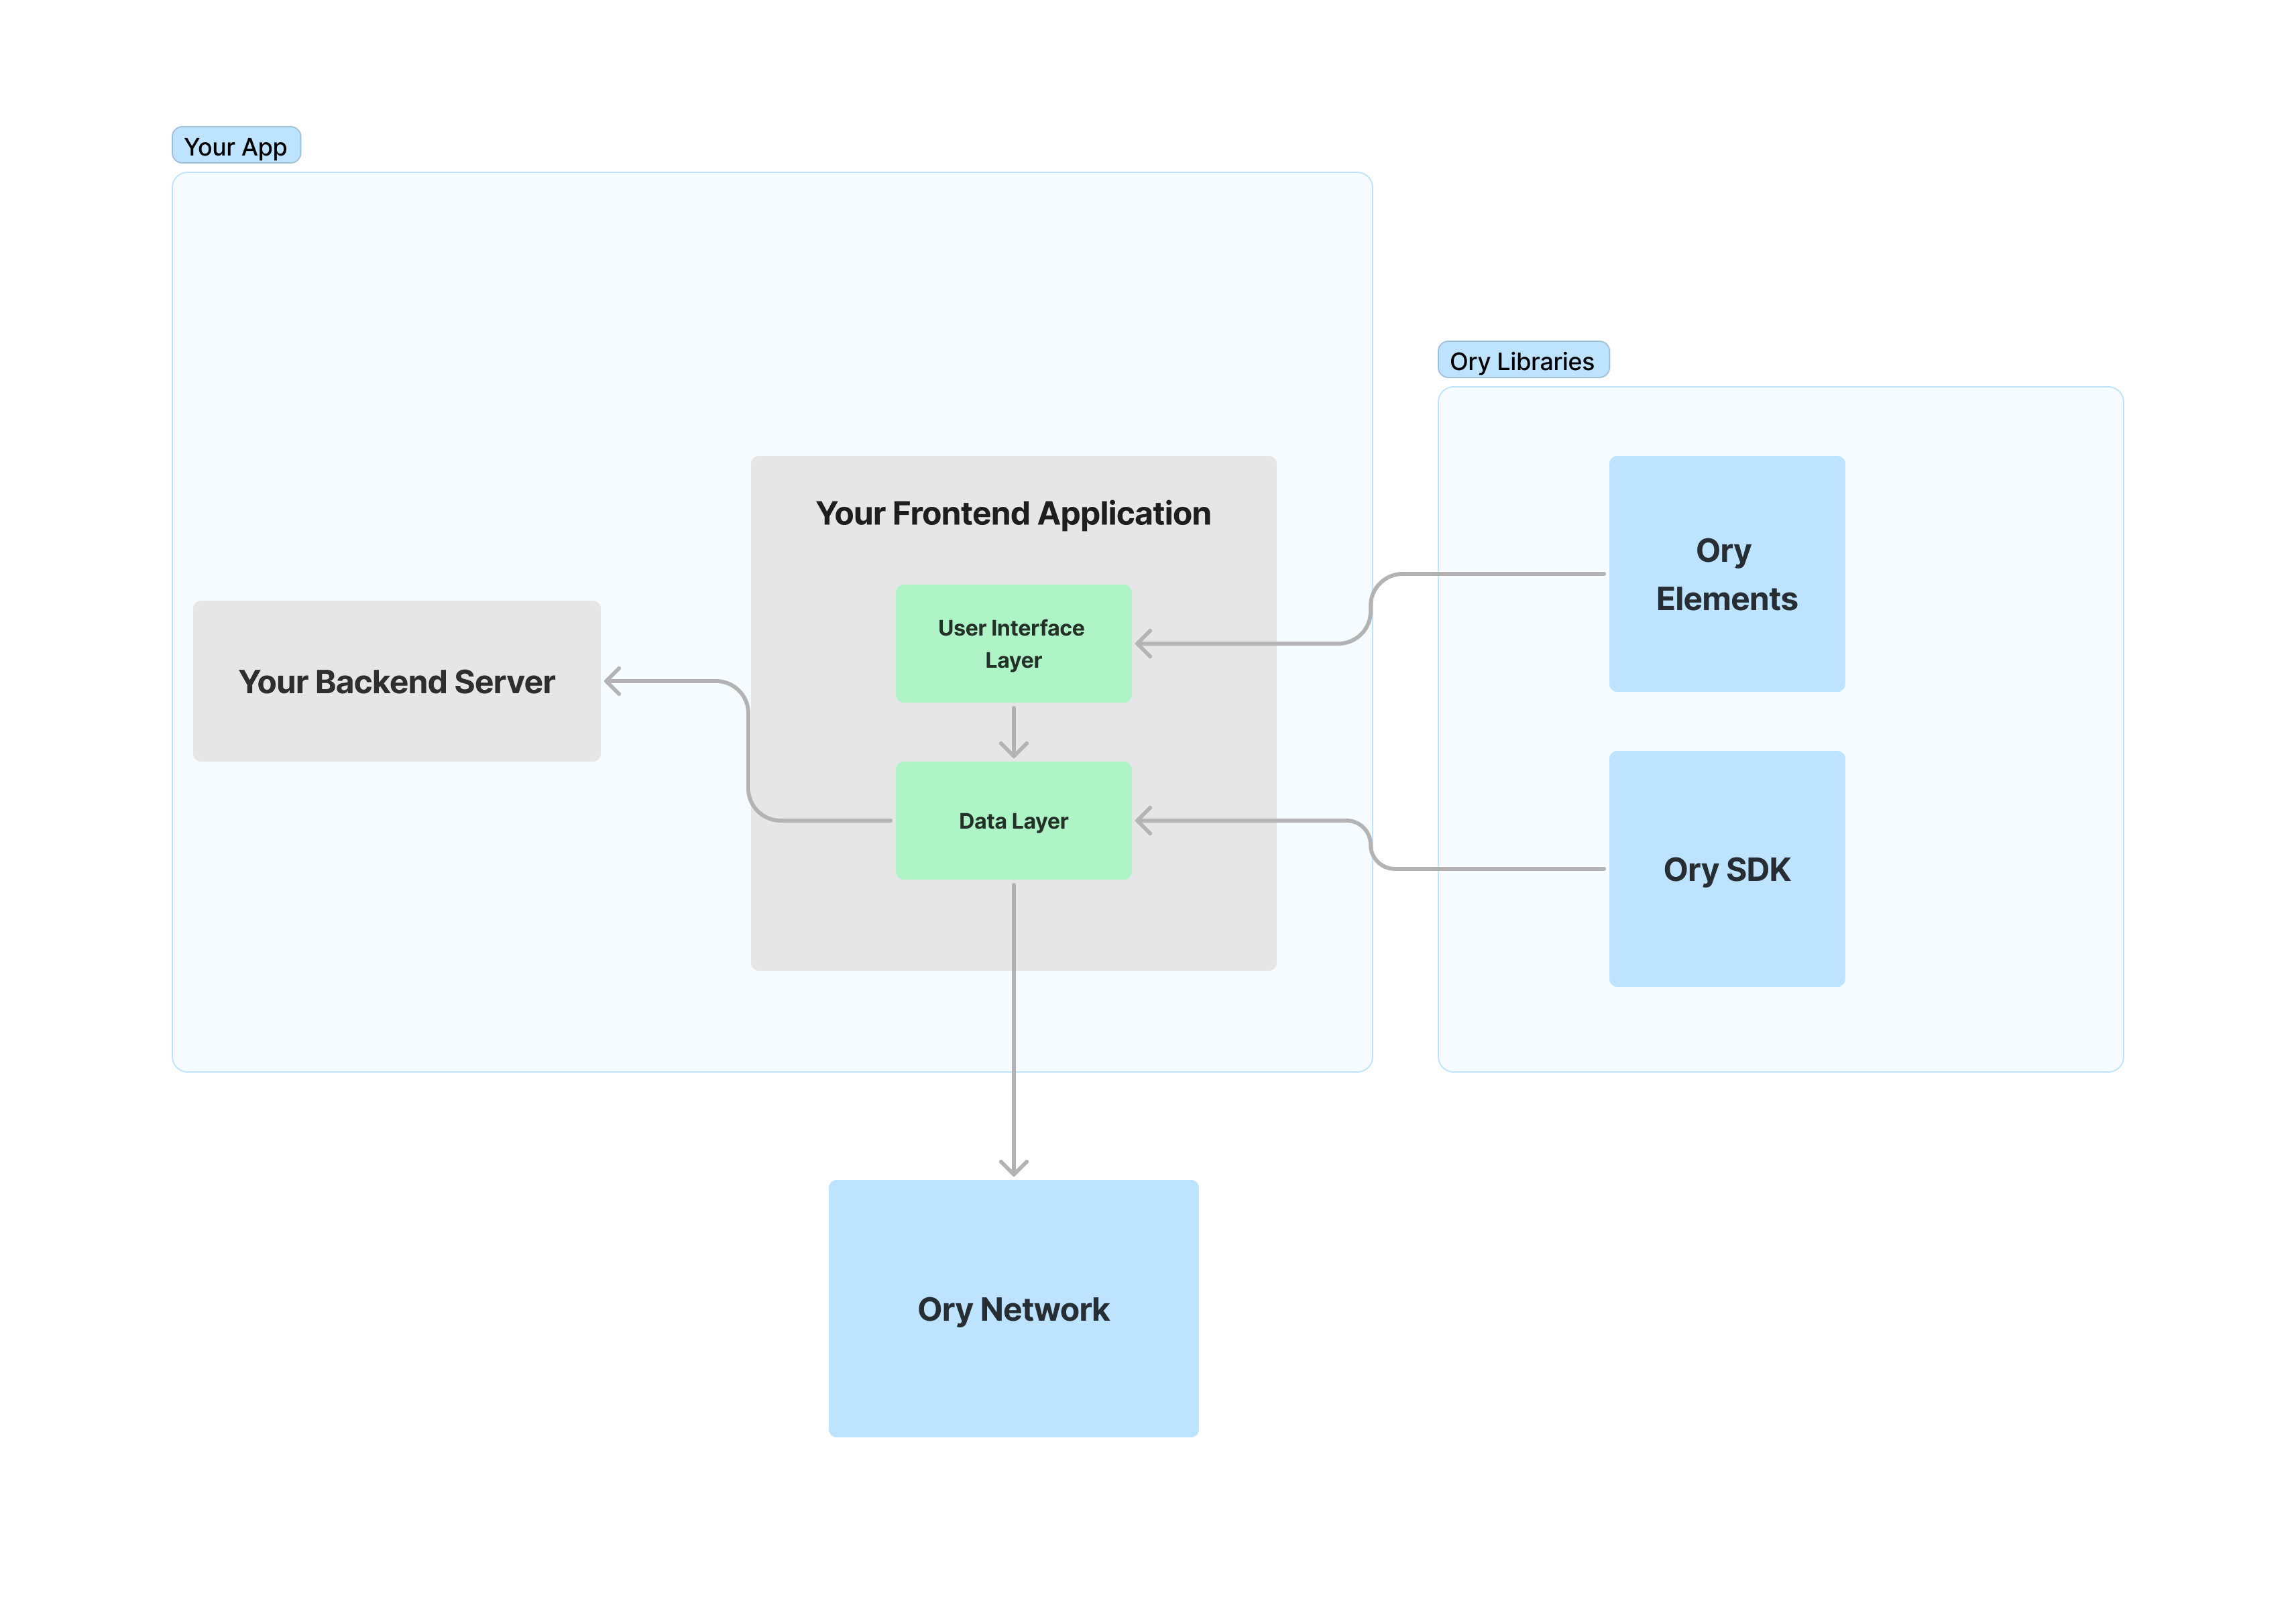 Your App
Ory Libraries
Your Frontend Application
User Interface
Layer
Your Backend Server
Data Layer
Ory
Elements
Ory SDK
Ory Network